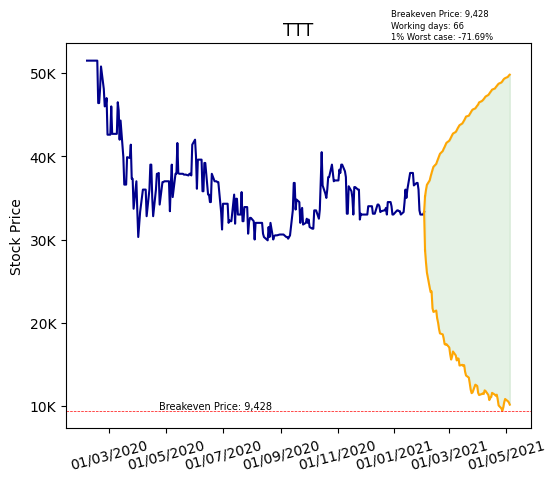 Breakeven Price: 9,428
Working days: 66
1% Worst case: -71.69%
TTT
Stock Price
50K
40K
30K
20K
10K
Breakeven Price: 9,428
01/03/2020
01/05/2020
01/07/2020
01/09/2020
01/11/2020
01/01/2021
01/03/2021
01/05/2021